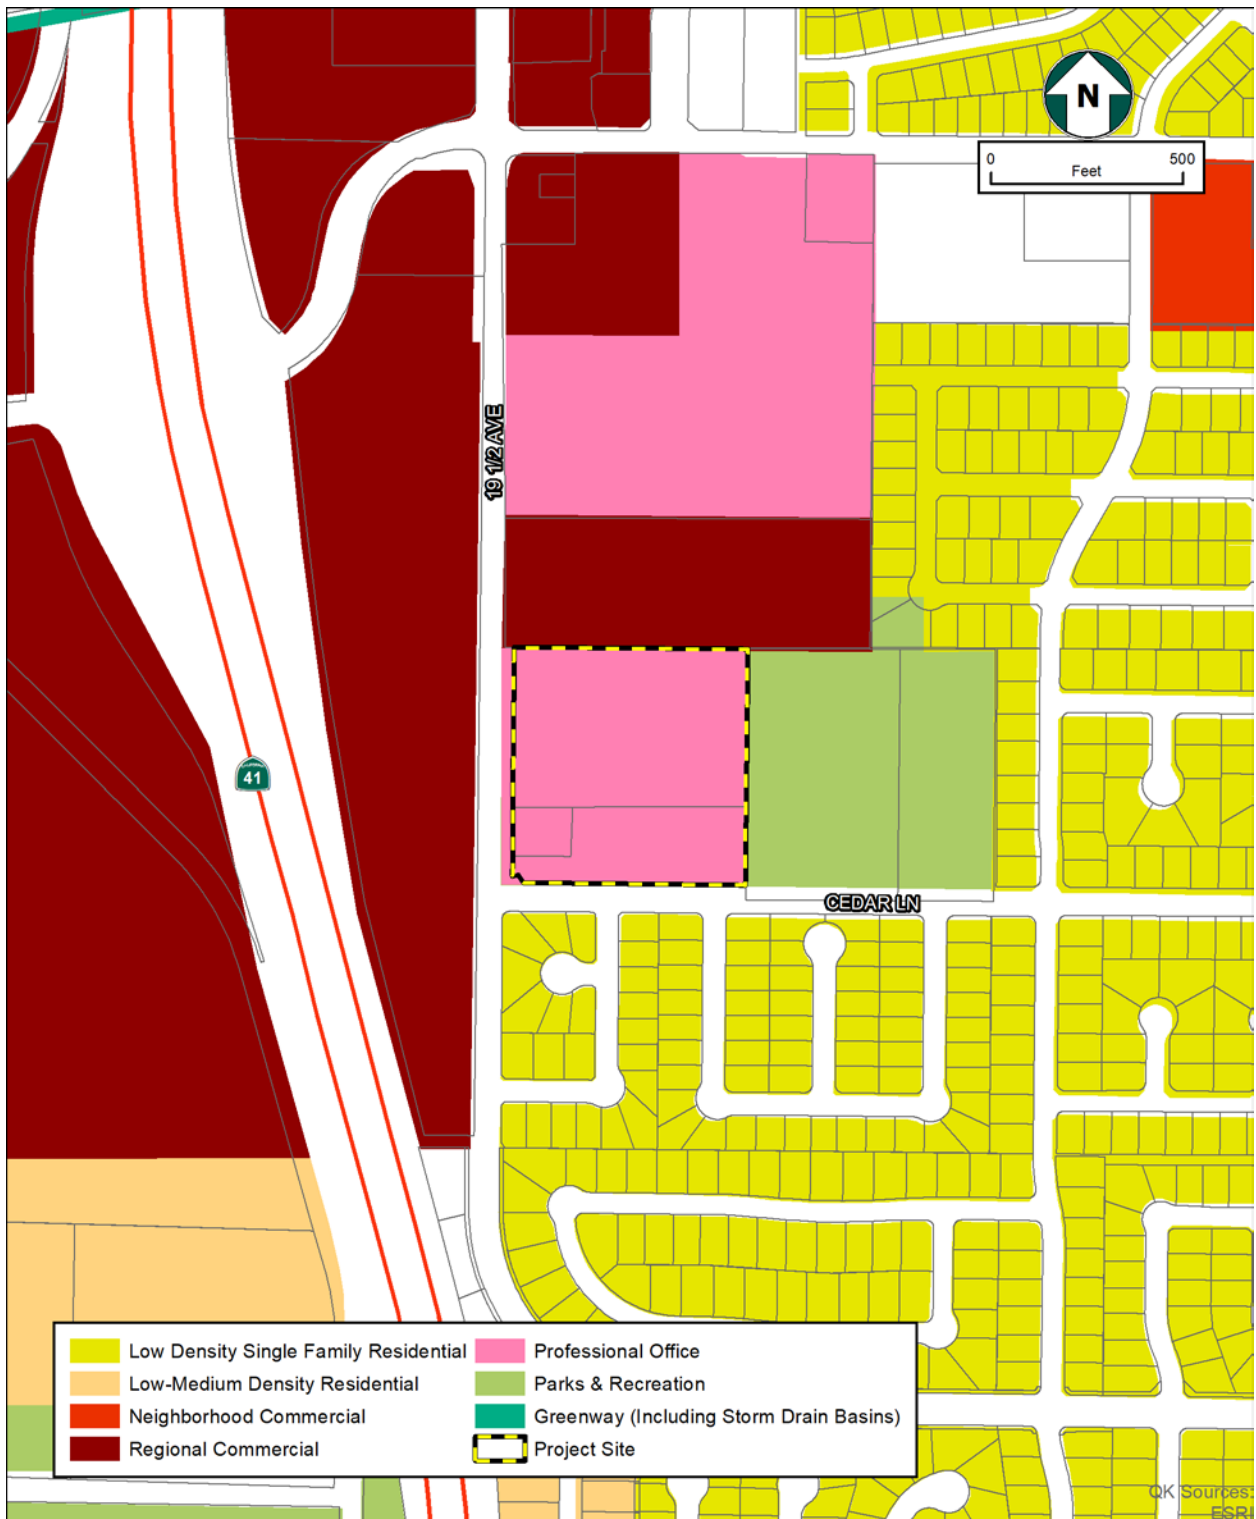 N
0 500
Feet
19 1/2 AVE
41
CEDAR LN
Low Density Single Family Residential
Low-Medium Density Residential
Neighborhood Commercial
Regional Commercial
Professional Office
Parks & Recreation
Greenway (Including Storm Drain Basins)
Project Site
QK Sources:
ESRI